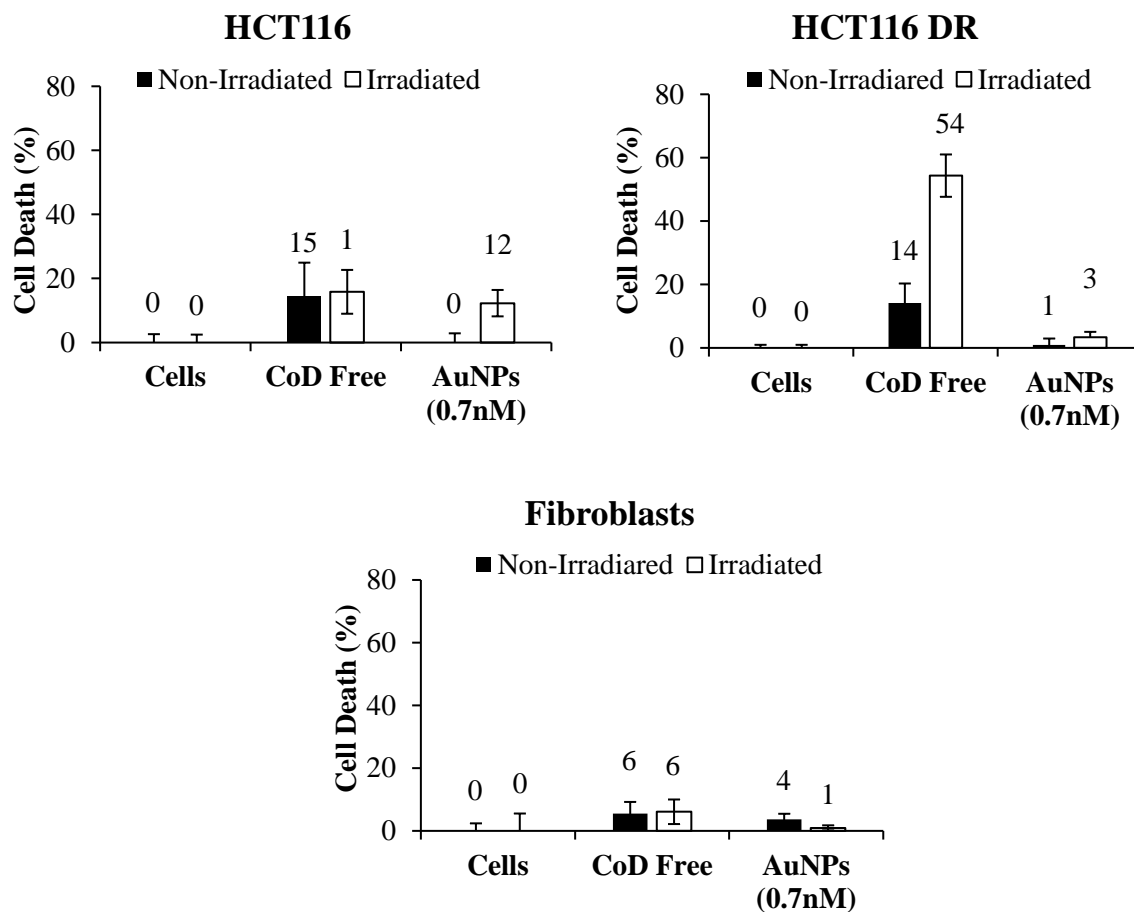 HCT116
Non-Irradiated Irradiated
Cell Death (%)
80
60
40
20
0
0
0
15
1
0
12
Cells CoD Free AuNPs
(0.7nM)
HCT116 DR
Non-Irradiared Irradiated
Cell Death (%)
80
60
40
20
0
0
0
14
54
1
3
Cells CoD Free AuNPs
(0.7nM)
Fibroblasts
Non-Irradiared Irradiated
Cell Death (%)
80
60
40
20
0
0
0
6
6
4
1
Cells CoD Free AuNPs
(0.7nM)